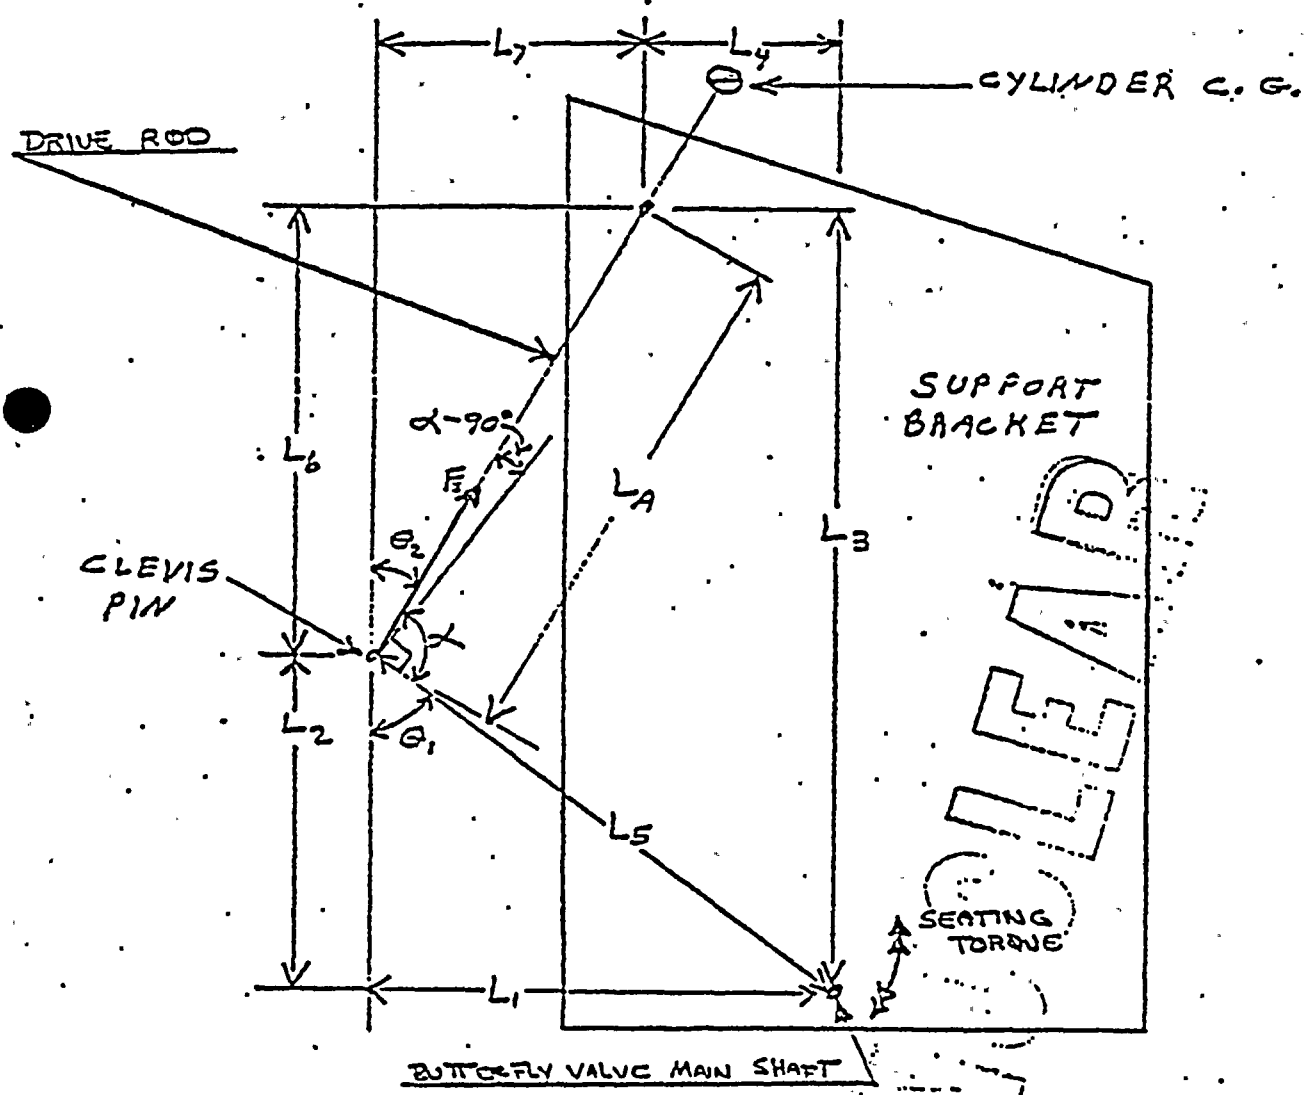 L7
L4
CYLINDER C. G.
DRIVE ROD
SUPPORT
BRACKET
α-90°
L6
F
LA
L3
θ2
CLEVIS
PIN
α
L2
θ1
L5
SEATING
TORQUE
L1
BUTTERFLY VALVE MAIN SHAFT